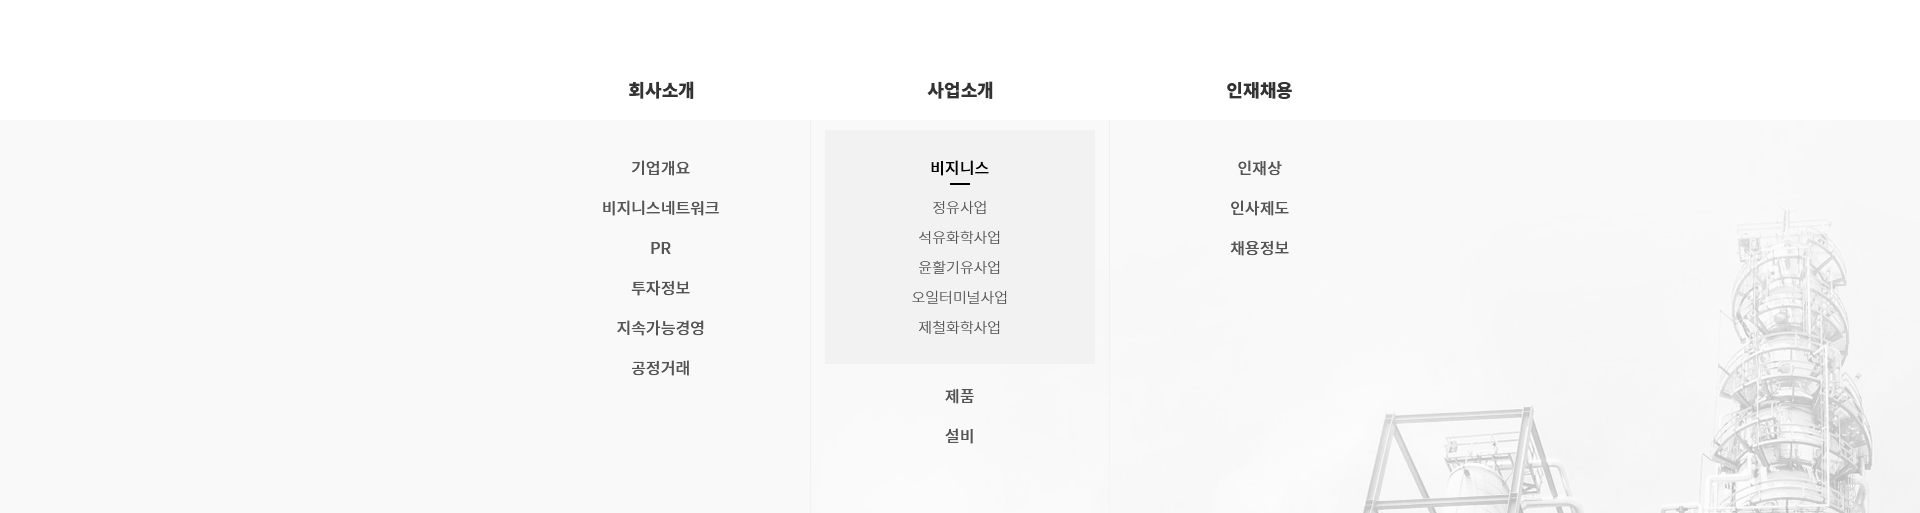 회사소개
사업소개
인재채용
기업개요
비지니스네트워크
PR
투자정보
지속가능경영
공정거래
비지니스
정유사업
석유화학사업
윤활기유사업
오일터미널사업
제철화학사업
제품
설비
인재상
인사제도
채용정보